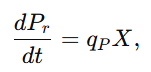 dP_r/dt = q_P X,